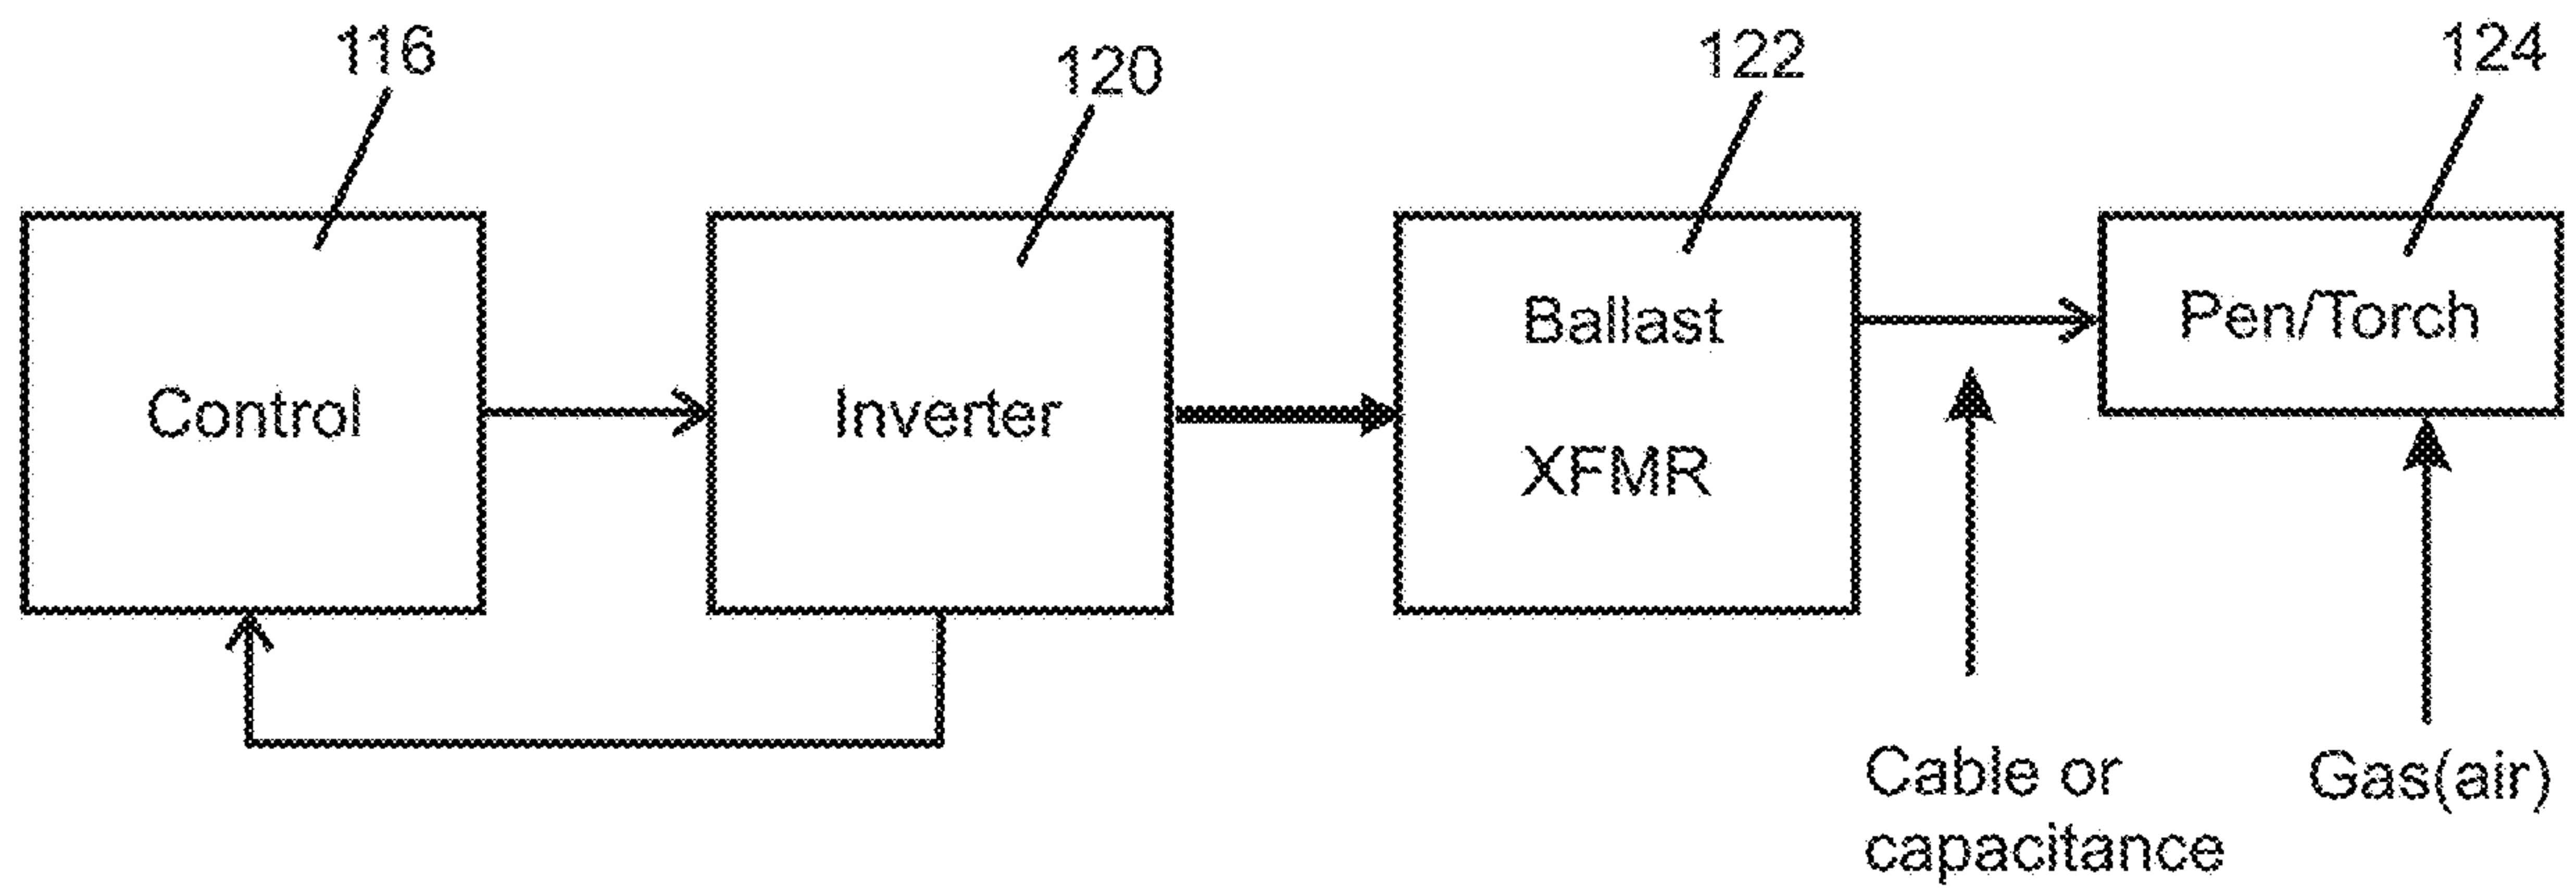 116
120
122
124
Control
Inverter
Ballast
XFMR
Pen/Torch
Cable or
capacitance
Gas(air)